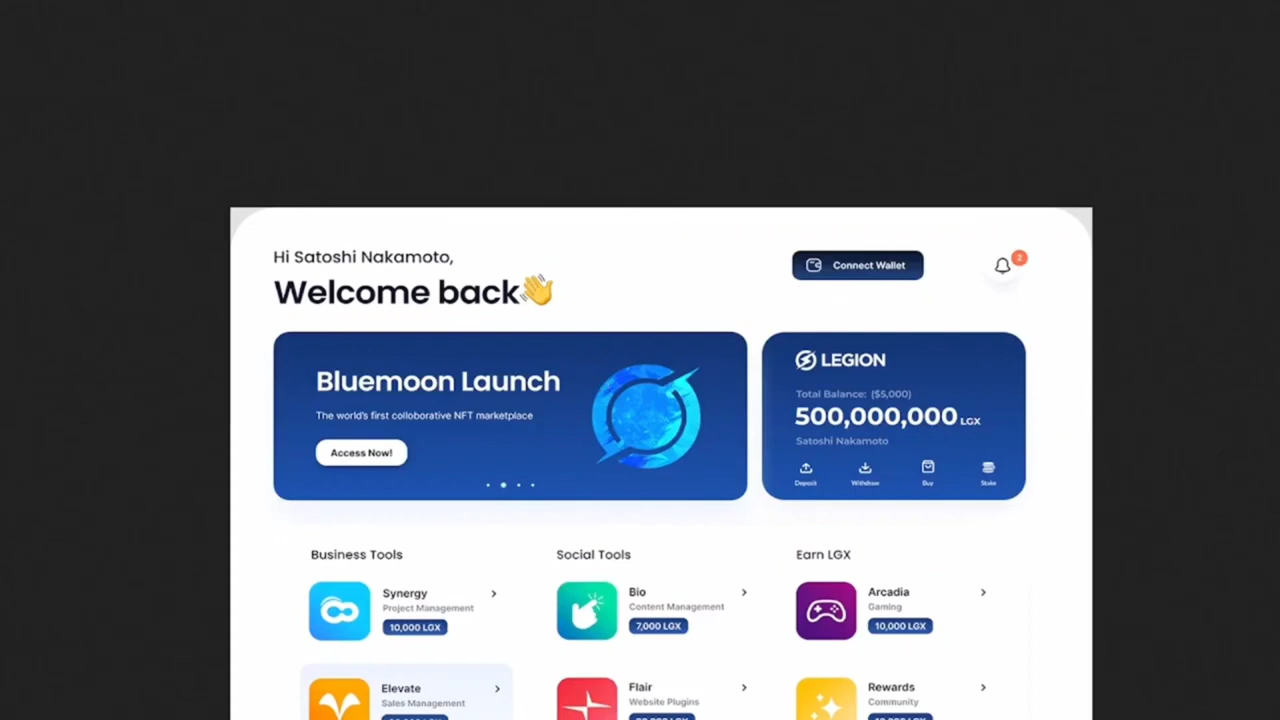 Hi Satoshi Nakamoto,
Welcome back
Connect Wallet
2
Bluemoon Launch
The world's first colloborative NFT marketplace
Access Now!
LEGION
Total Balance: ($5,000)
500,000,000 LGX
Satoshi Nakamoto
Deposit
Withdraw
Buy
Stake
Business Tools
Synergy
Project Management
10,000 LGX
Elevate
Sales Management
Social Tools
Bio
Content Management
7,000 LGX
Flair
Website Plugins
Earn LGX
Arcadia
Gaming
10,000 LGX
Rewards
Community